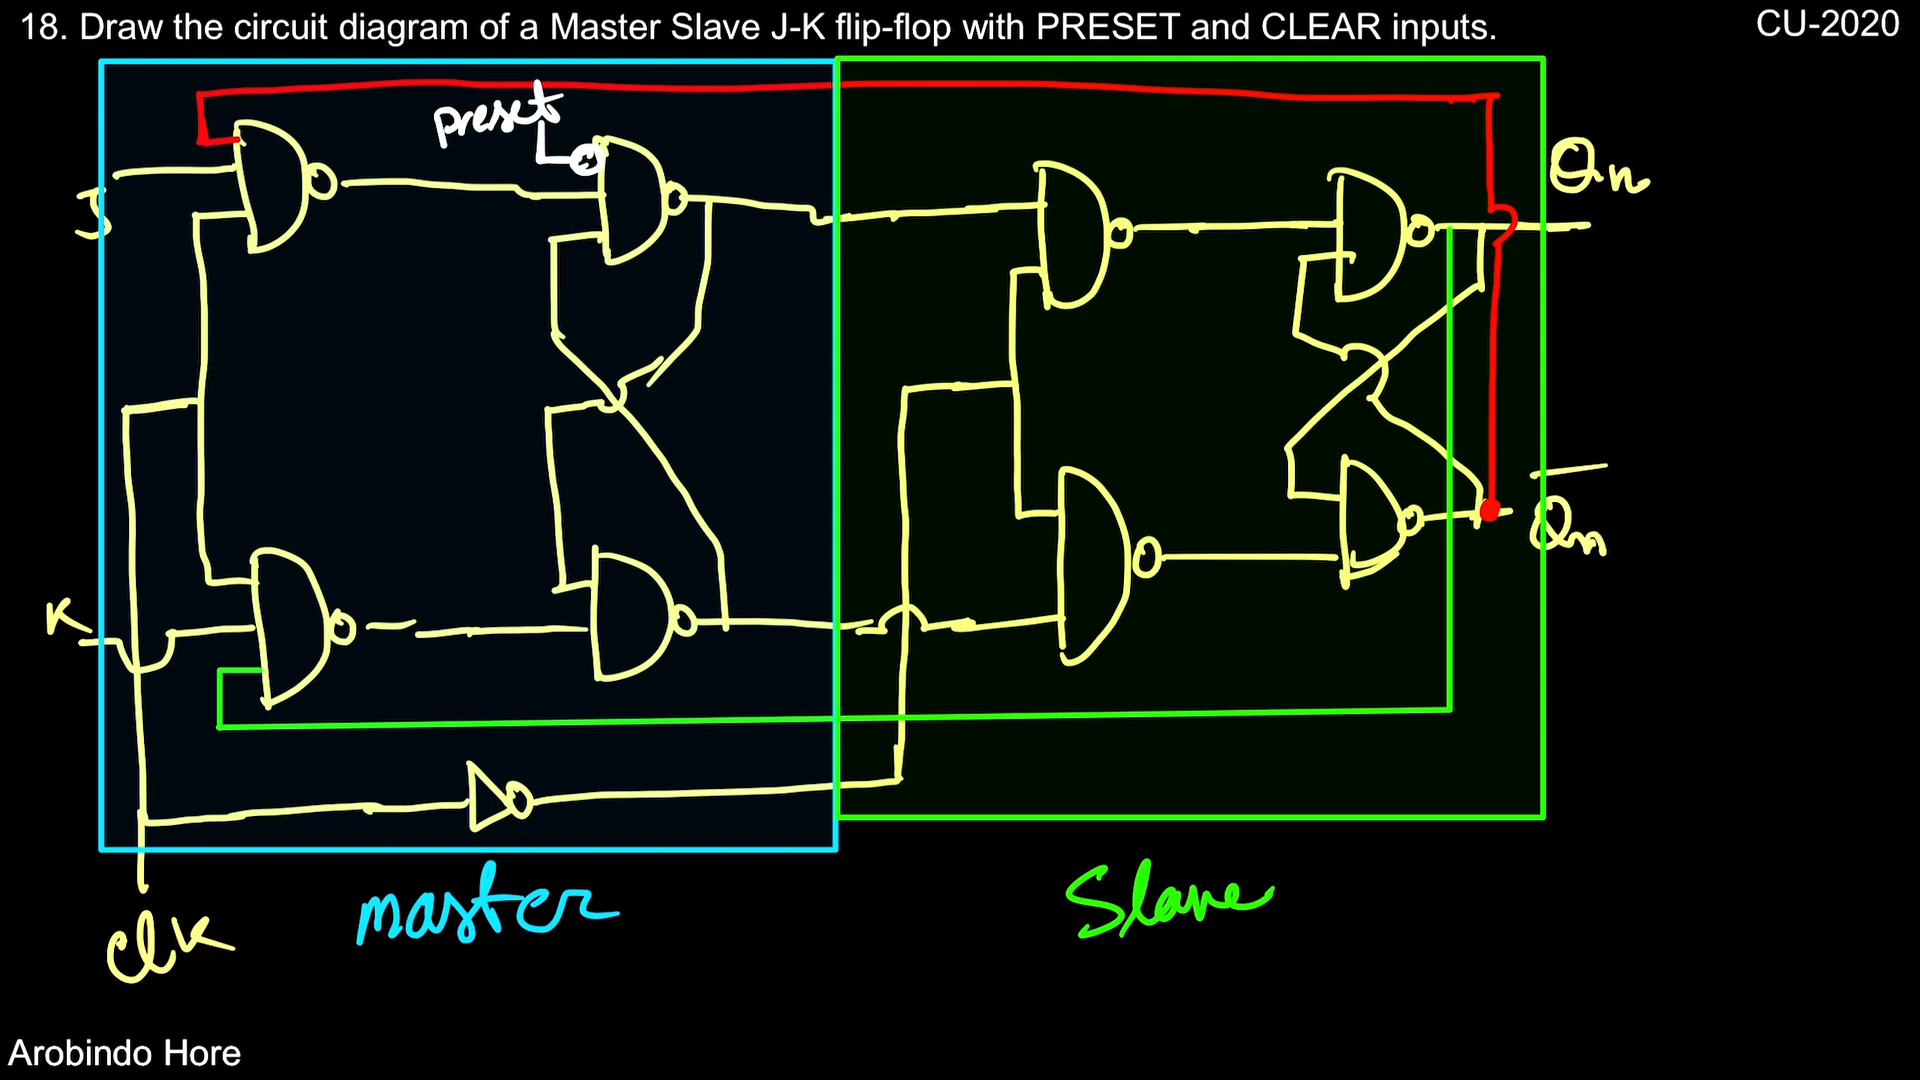 18. Draw the circuit diagram of a Master Slave J-K flip-flop with PRESET and CLEAR inputs.
CU-2020
preset
J
Qn
K
Q̅n
master
Slave
Clk
Arobindo Hore